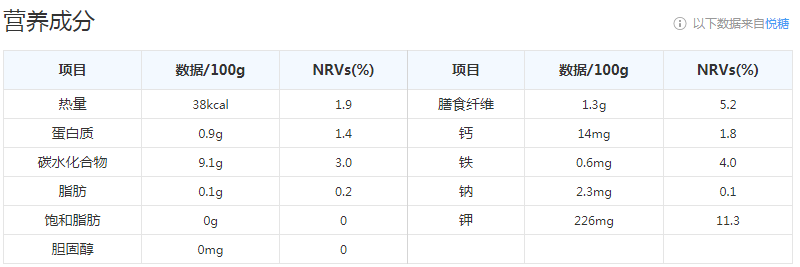 营养成分
以下数据来自悦糖
项目 数据/100g NRVs(%) 项目 数据/100g NRVs(%)
热量 38kcal 1.9 膳食纤维 1.3g 5.2
蛋白质 0.9g 1.4 钙 14mg 1.8
碳水化合物 9.1g 3.0 铁 0.6mg 4.0
脂肪 0.1g 0.2 钠 2.3mg 0.1
饱和脂肪 0g 0 钾 226mg 11.3
胆固醇 0mg 0